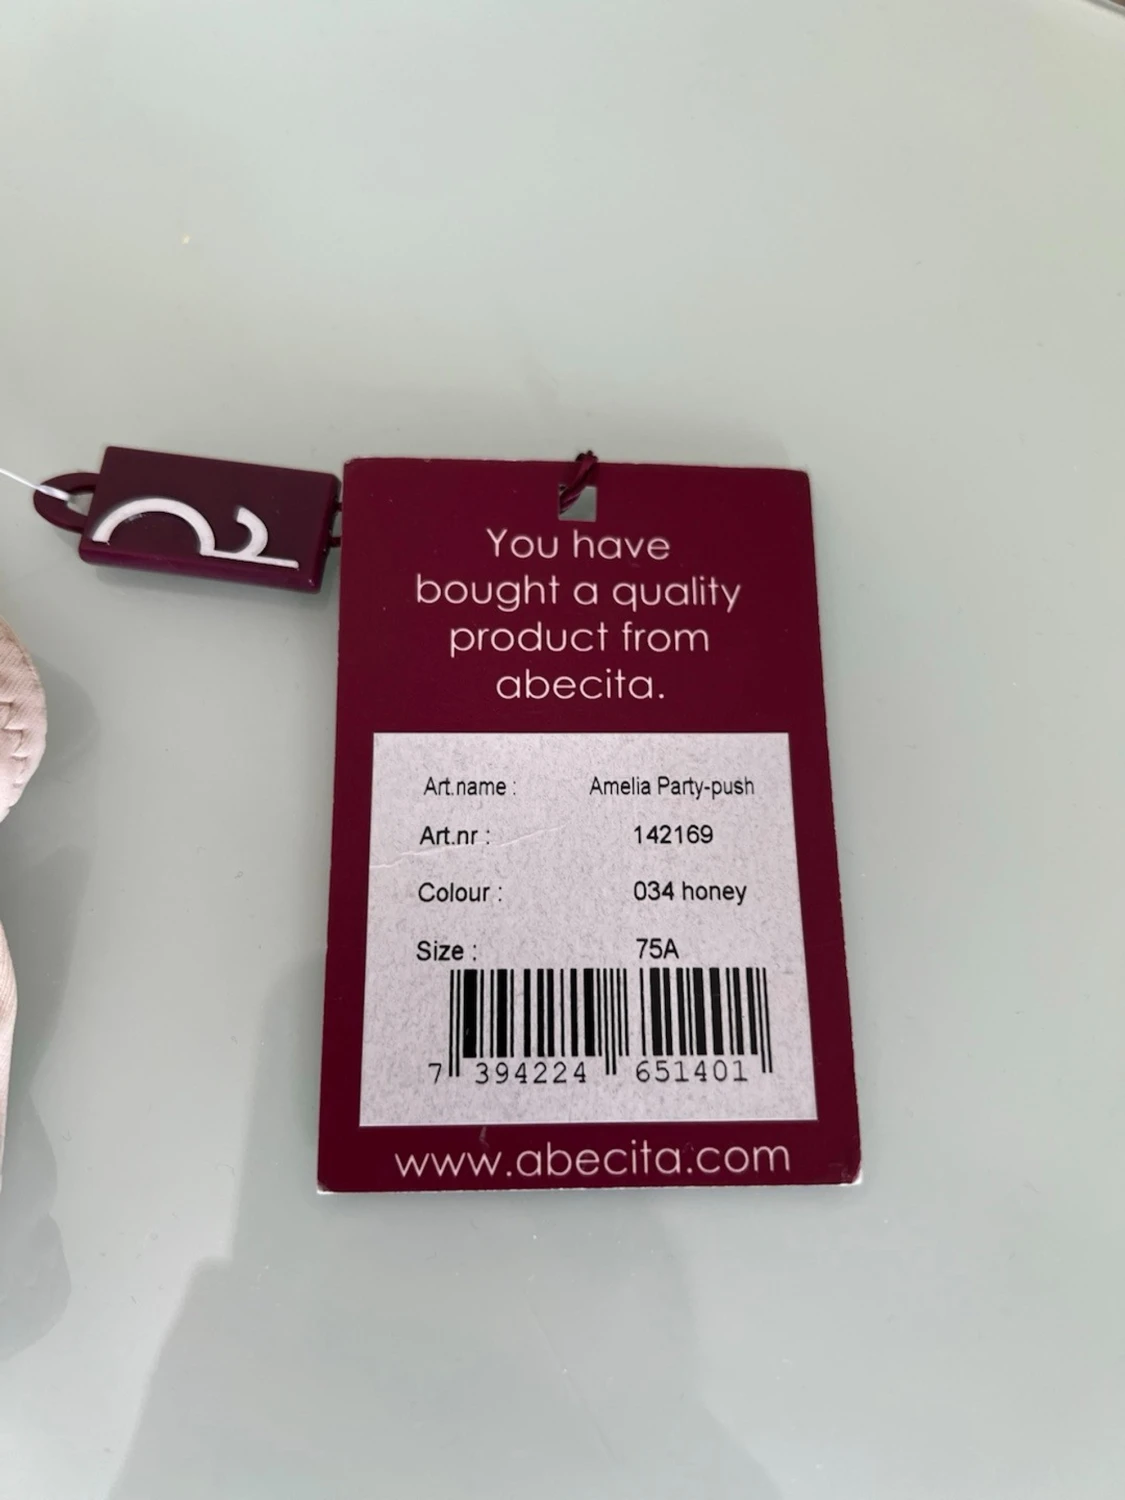 You have
bought a quality
product from
abecita.
Art.name : Amelia Party-push
Art.nr : 142169
Colour : 034 honey
Size : 75A
7 394224 651401
www.abecita.com